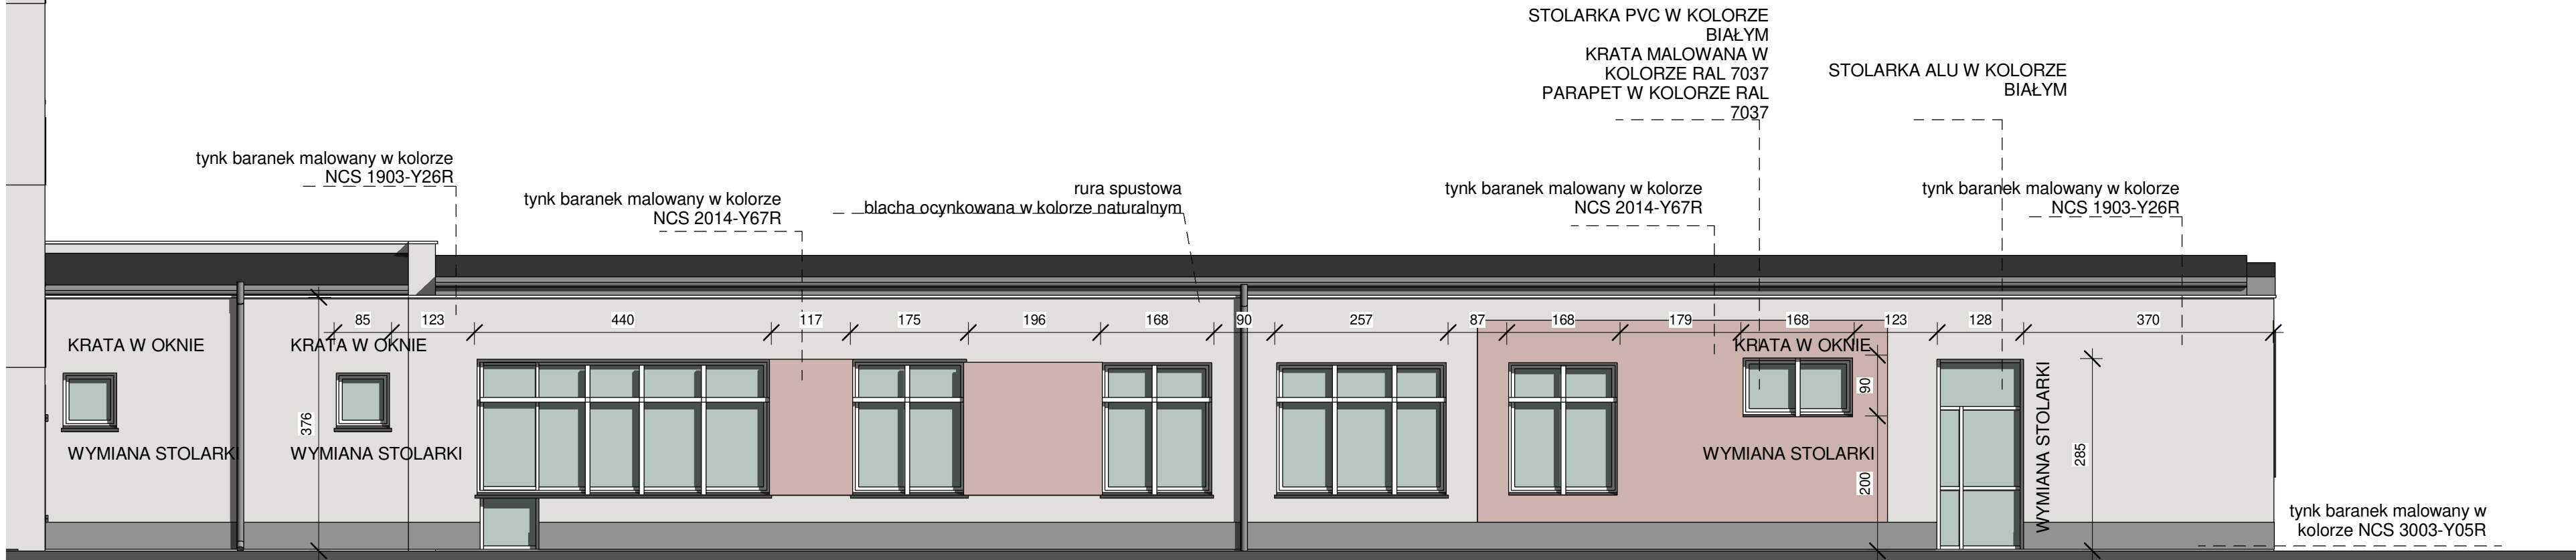 STOLARKA PVC W KOLORZE
BIAŁYM
KRATA MALOWANA W
KOLORZE RAL 7037
PARAPET W KOLORZE RAL
7037
STOLARKA ALU W KOLORZE
BIAŁYM
tynk baranek malowany w kolorze
NCS 1903-Y26R
tynk baranek malowany w kolorze
NCS 2014-Y67R
rura spustowa
blacha ocynkowana w kolorze naturalnym
tynk baranek malowany w kolorze
NCS 2014-Y67R
tynk baranek malowany w kolorze
NCS 1903-Y26R
85 123 440 117 175 196 168 90 257 87 168 179 168 123 128 370
KRATA W OKNIE
KRATA W OKNIE
KRATA W OKNIE
376
90
200
285
WYMIANA STOLARKI
WYMIANA STOLARKI
WYMIANA STOLARKI
WYMIANA STOLARKI
tynk baranek malowany w
kolorze NCS 3003-Y05R